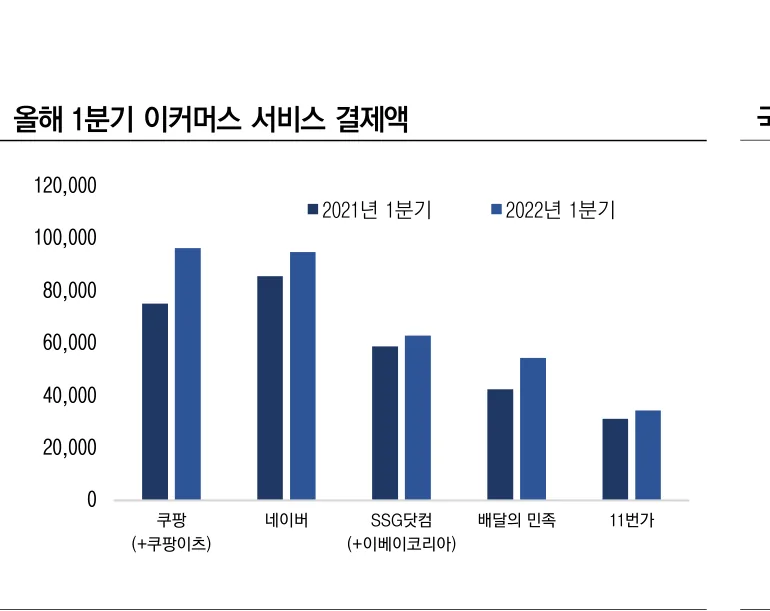 올해 1분기 이커머스 서비스 결제액
120,000
100,000
80,000
60,000
40,000
20,000
0
2021년 1분기 2022년 1분기
쿠팡 네이버 SSG닷컴 배달의 민족 11번가
(+쿠팡이츠) (+이베이코리아)